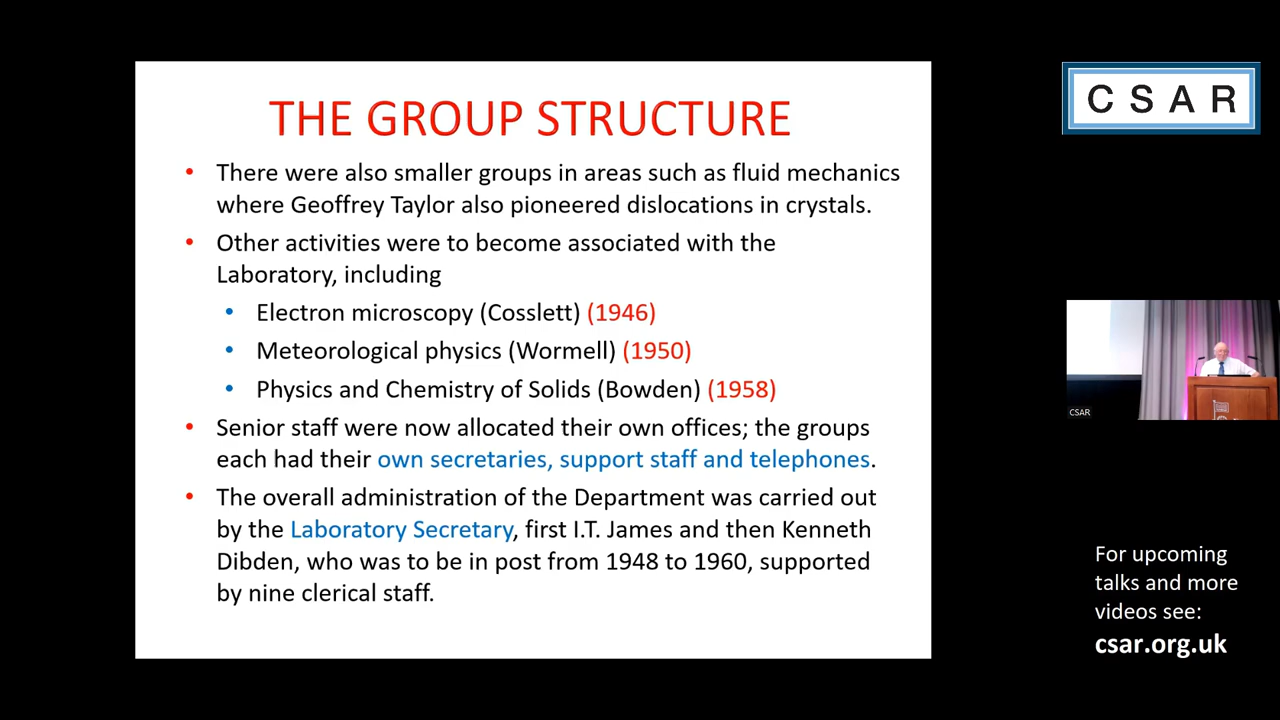 THE GROUP STRUCTURE
• There were also smaller groups in areas such as fluid mechanics
where Geoffrey Taylor also pioneered dislocations in crystals.
• Other activities were to become associated with the
Laboratory, including
• Electron microscopy (Cosslett) (1946)
• Meteorological physics (Wormell) (1950)
• Physics and Chemistry of Solids (Bowden) (1958)
• Senior staff were now allocated their own offices; the groups
each had their own secretaries, support staff and telephones.
• The overall administration of the Department was carried out
by the Laboratory Secretary, first I.T. James and then Kenneth
Dibden, who was to be in post from 1948 to 1960, supported
by nine clerical staff.
CSAR
CSAR
For upcoming
talks and more
videos see:
csar.org.uk